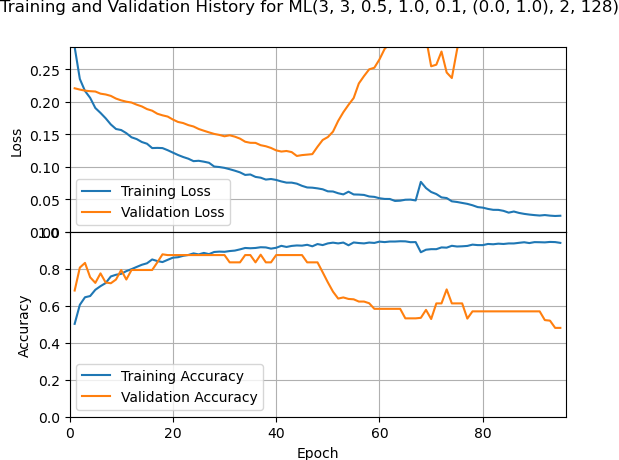 Training and Validation History for ML(3, 3, 0.5, 1.0, 0.1, (0.0, 1.0), 2, 128)
0.25
0.20
0.15
0.10
0.05
0.00
Loss
Training Loss
Validation Loss
1.0
0.8
0.6
0.4
0.2
0.0
Accuracy
Training Accuracy
Validation Accuracy
0 20 40 60 80
Epoch